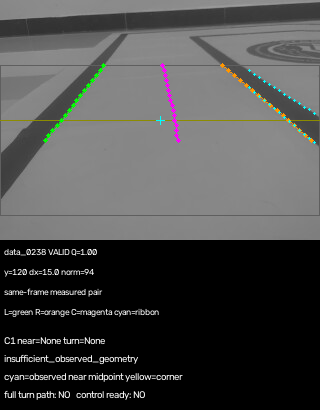 data_0238 VALID Q=1.00
y=120 dx=15.0 norm=94
same-frame measured pair
L=green R=orange C=magenta cyan=ribbon
C1 near=None turn=None
insufficient_observed_geometry
cyan=observed near midpoint yellow=corner
full turn path: NO control ready: NO